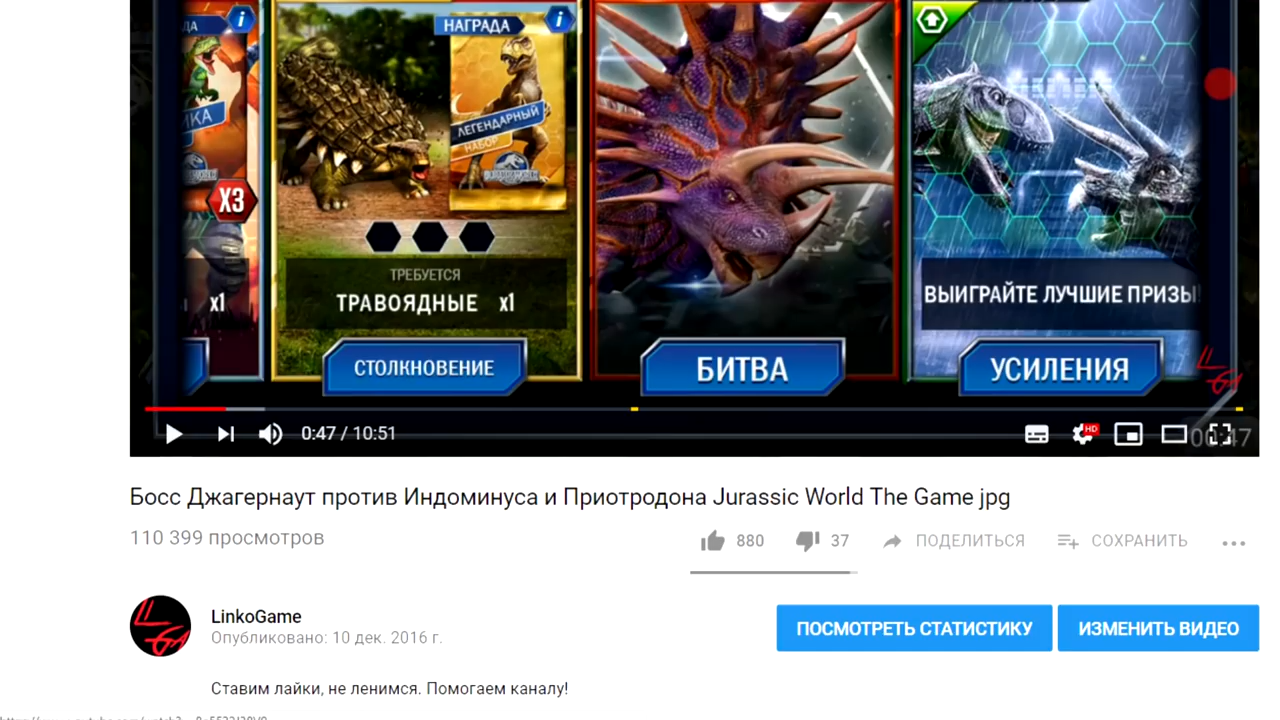 НАГРАДА
ЛЕГЕНДАРНЫЙ
НАБОР
X3
x1
ТРЕБУЕТСЯ
ТРАВОЯДНЫЕ x1
ВЫИГРАЙТЕ ЛУЧШИЕ ПРИЗЫ!
СТОЛКНОВЕНИЕ
БИТВА
УСИЛЕНИЯ
0:47 / 10:51
HD
Босс Джагернаут против Индоминуса и Приотродона Jurassic World The Game jpg
110 399 просмотров
880
37
ПОДЕЛИТЬСЯ
СОХРАНИТЬ
LinkoGame
Опубликовано: 10 дек. 2016 г.
ПОСМОТРЕТЬ СТАТИСТИКУ
ИЗМЕНИТЬ ВИДЕО
Ставим лайки, не ленимся. Помогаем каналу!